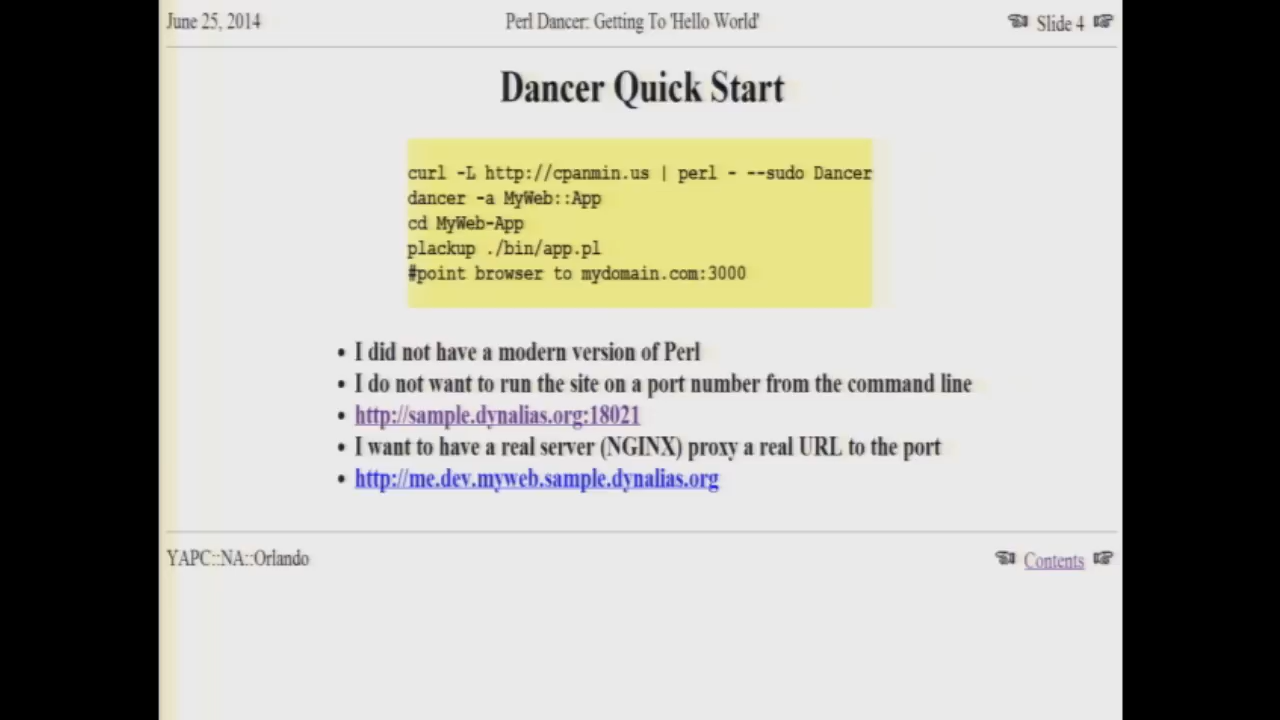 June 25, 2014
Perl Dancer: Getting To 'Hello World'
Slide 4
Dancer Quick Start
curl -L http://cpanmin.us | perl - --sudo Dancer
dancer -a MyWeb::App
cd MyWeb-App
plackup ./bin/app.pl
#point browser to mydomain.com:3000
• I did not have a modern version of Perl
• I do not want to run the site on a port number from the command line
• http://sample.dynalias.org:18021
• I want to have a real server (NGINX) proxy a real URL to the port
• http://me.dev.myweb.sample.dynalias.org
YAPC::NA::Orlando
Contents